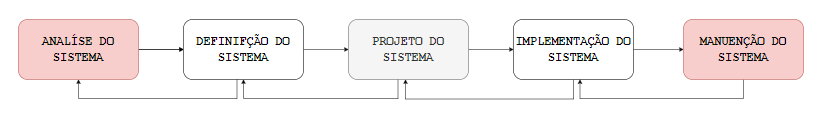 ANALÍSE DO
SISTEMA
DEFINIFÇÃO DO
SISTEMA
PROJETO DO
SISTEMA
IMPLEMENTAÇÃO DO
SISTEMA
MANUENÇÃO DO
SISTEMA